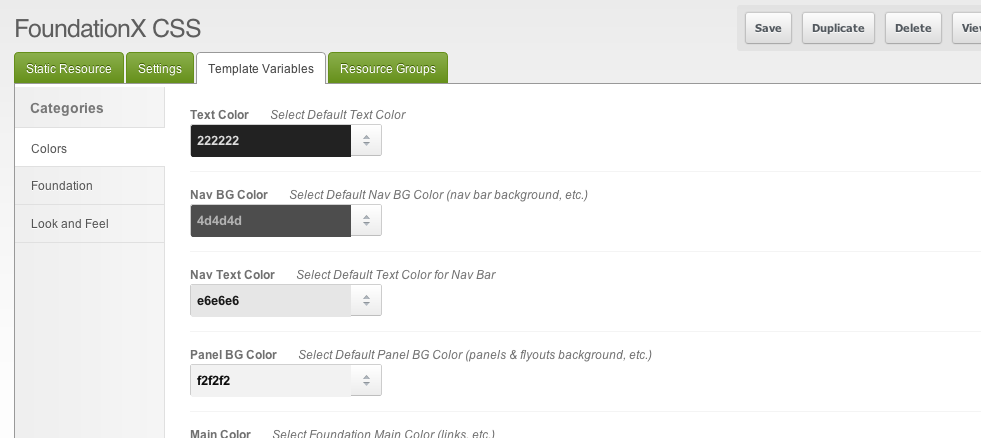 FoundationX CSS
Save Duplicate Delete
Static Resource Settings Template Variables Resource Groups
Categories
Colors
Foundation
Look and Feel
Text Color Select Default Text Color
222222
Nav BG Color Select Default Nav BG Color (nav bar background, etc.)
4d4d4d
Nav Text Color Select Default Text Color for Nav Bar
e6e6e6
Panel BG Color Select Default Panel BG Color (panels & flyouts background, etc.)
f2f2f2
Main Color Select Foundation Main Color (links, etc.)